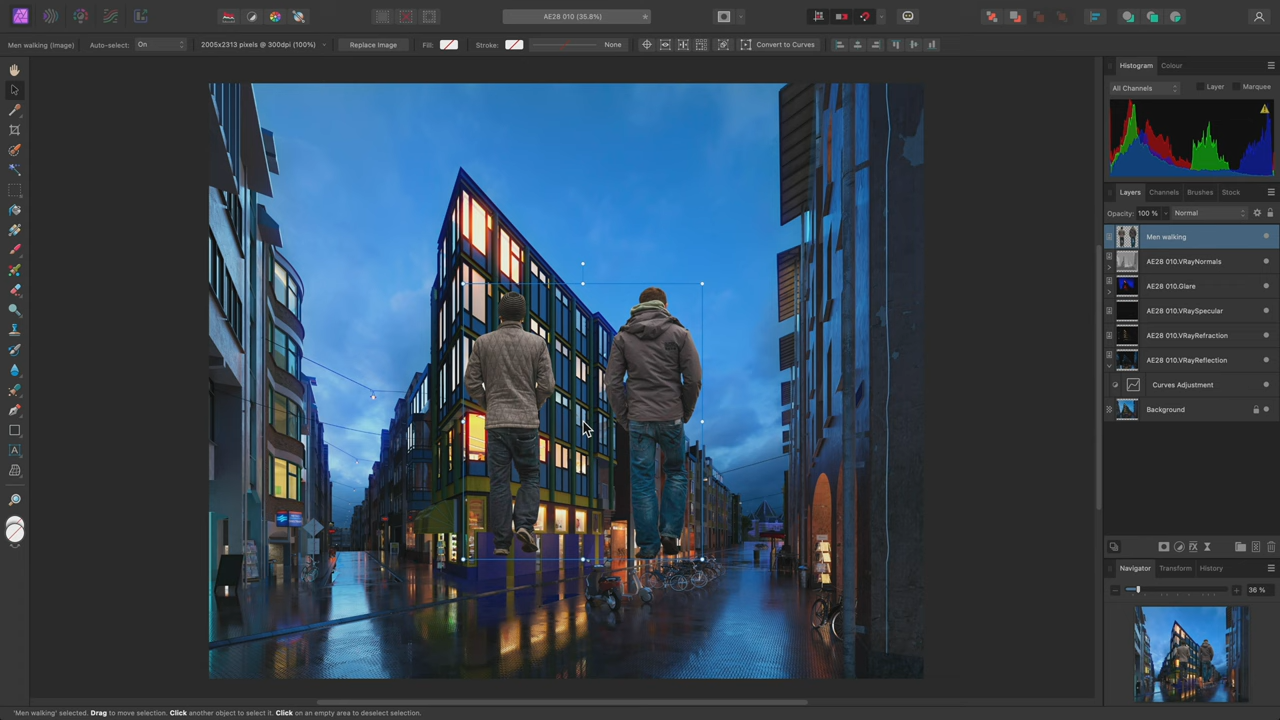 AE28 010 (35.8%)
Men walking (Image)
Auto-select:
On
2005x2313 pixels @ 300dpi (100%)
Replace Image
Fill:
Stroke:
None
Convert to Curves
Histogram
Colour
All Channels
Layer
Marquee
Layers
Channels
Brushes
Stock
Opacity:
100 %
Normal
Men walking
AE28 010.VRayNormals
AE28 010.Glare
AE28 010.VRaySpecular
AE28 010.VRayRefraction
AE28 010.VRayReflection
Curves Adjustment
Background
Navigator
Transform
History
36 %
'Men walking' selected. Drag to move selection. Click another object to select it. Click on an empty area to deselect selection.